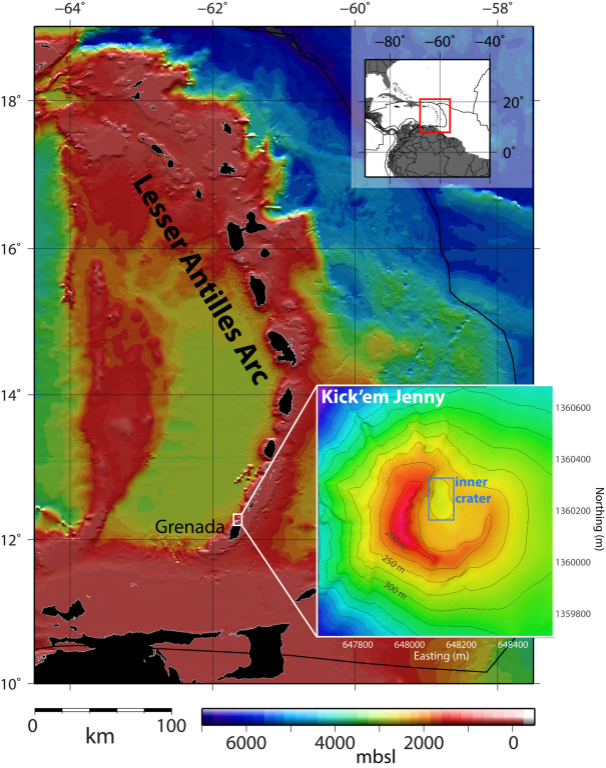 −64˚ −62˚ −60˚ −58˚
−80˚ −60˚ −40˚
20˚
0˚
18˚
16˚
14˚
12˚
10˚
Lesser Antilles Arc
Grenada
Kick'em Jenny
inner
crater
200 m
250 m
300 m
1360600
1360400
1360200
1360000
1359800
Northing (m)
647800 648000 648200 648400
Easting (m)
0 100
km
6000 4000 2000 0
mbsl